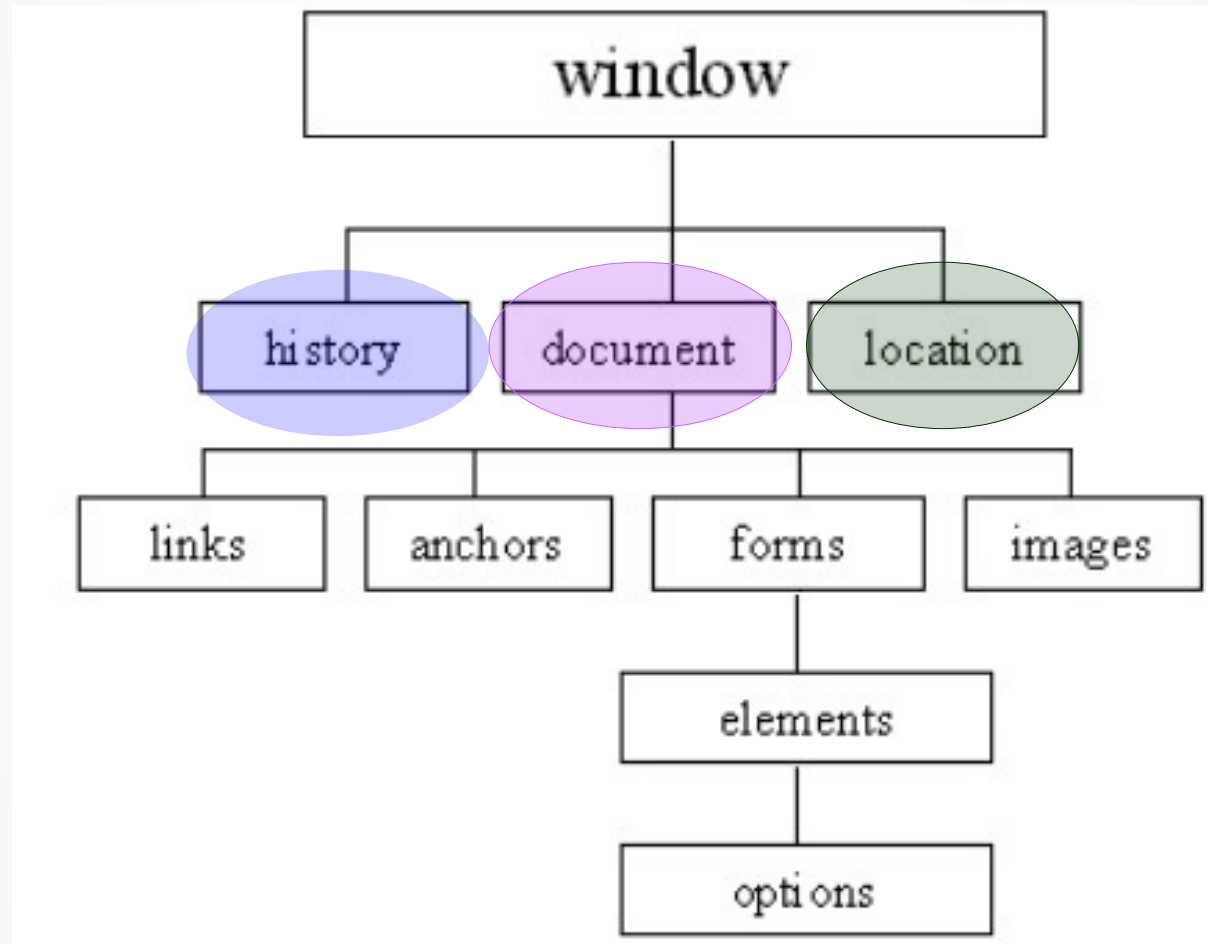 window
history
document
location
links
anchors
forms
images
elements
options